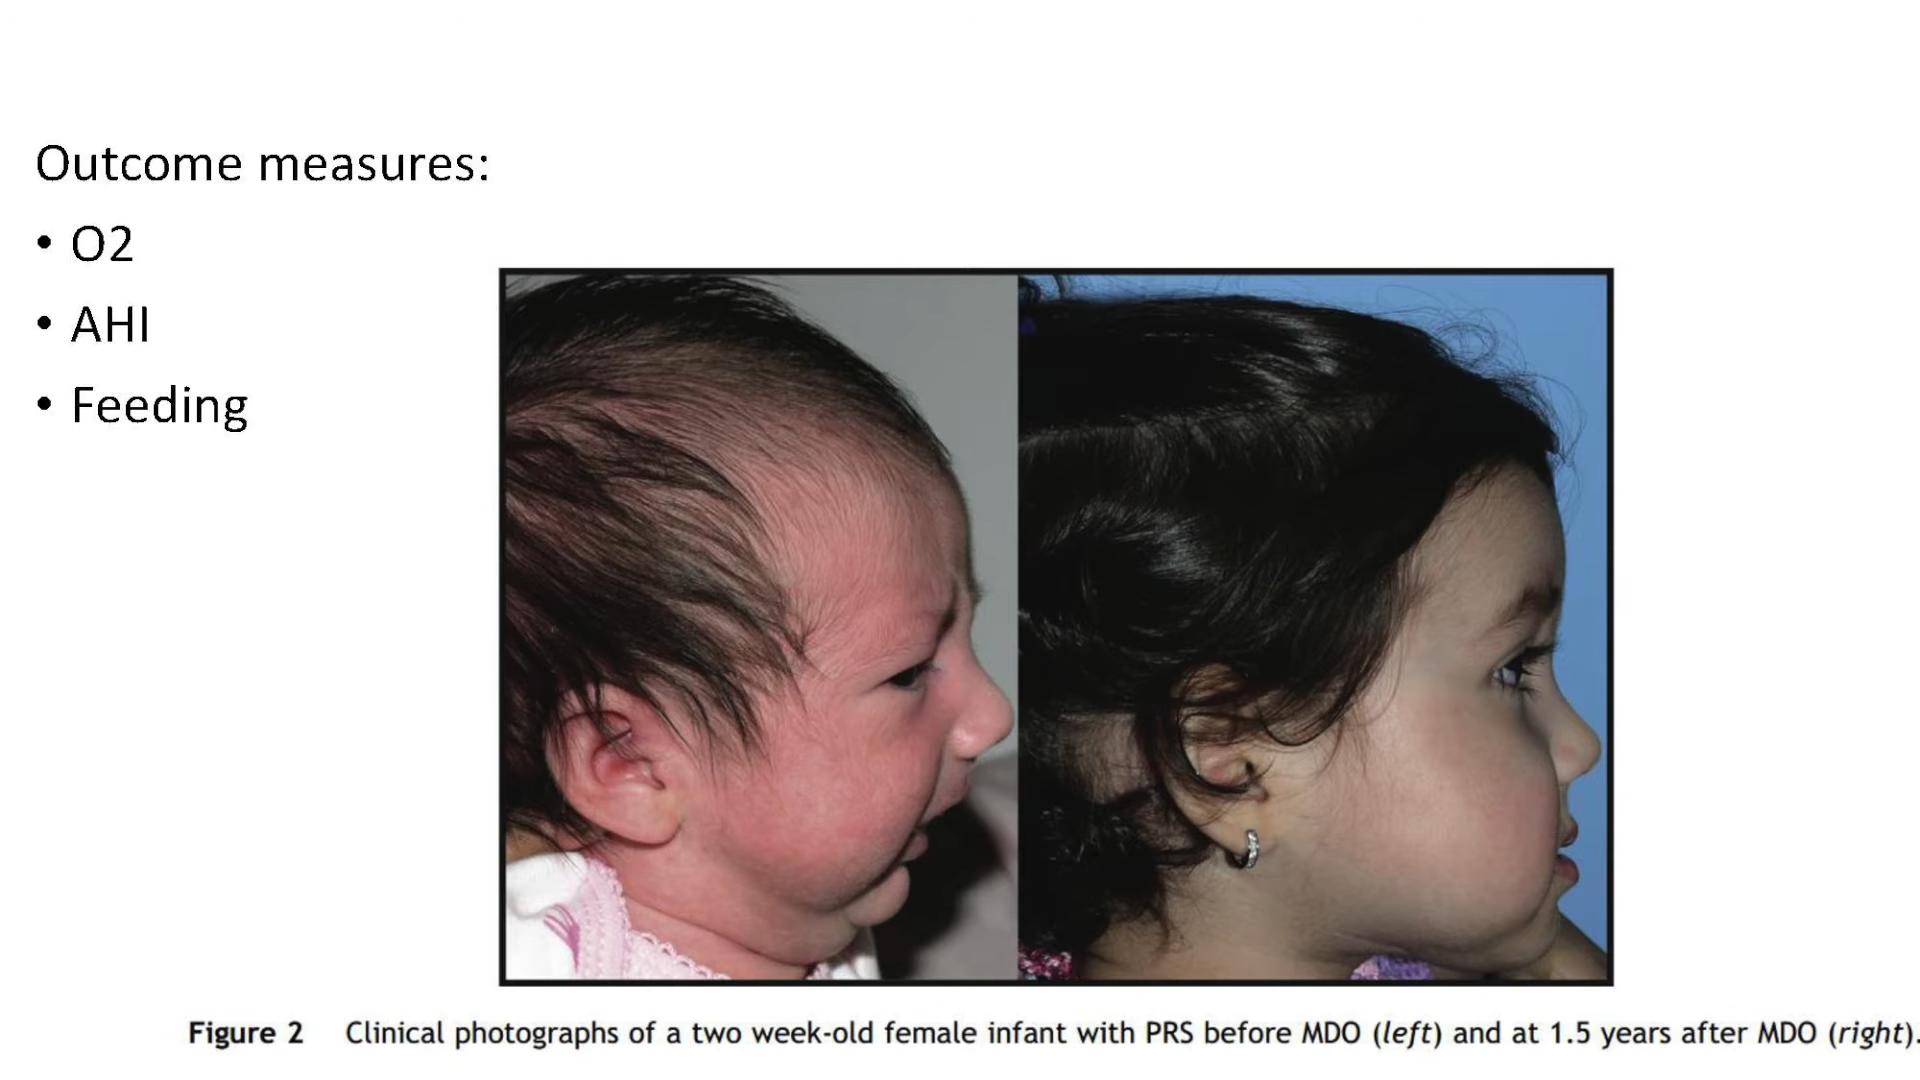 Outcome measures:
• O2
• AHI
• Feeding
Figure 2 Clinical photographs of a two week-old female infant with PRS before MDO (left) and at 1.5 years after MDO (right).